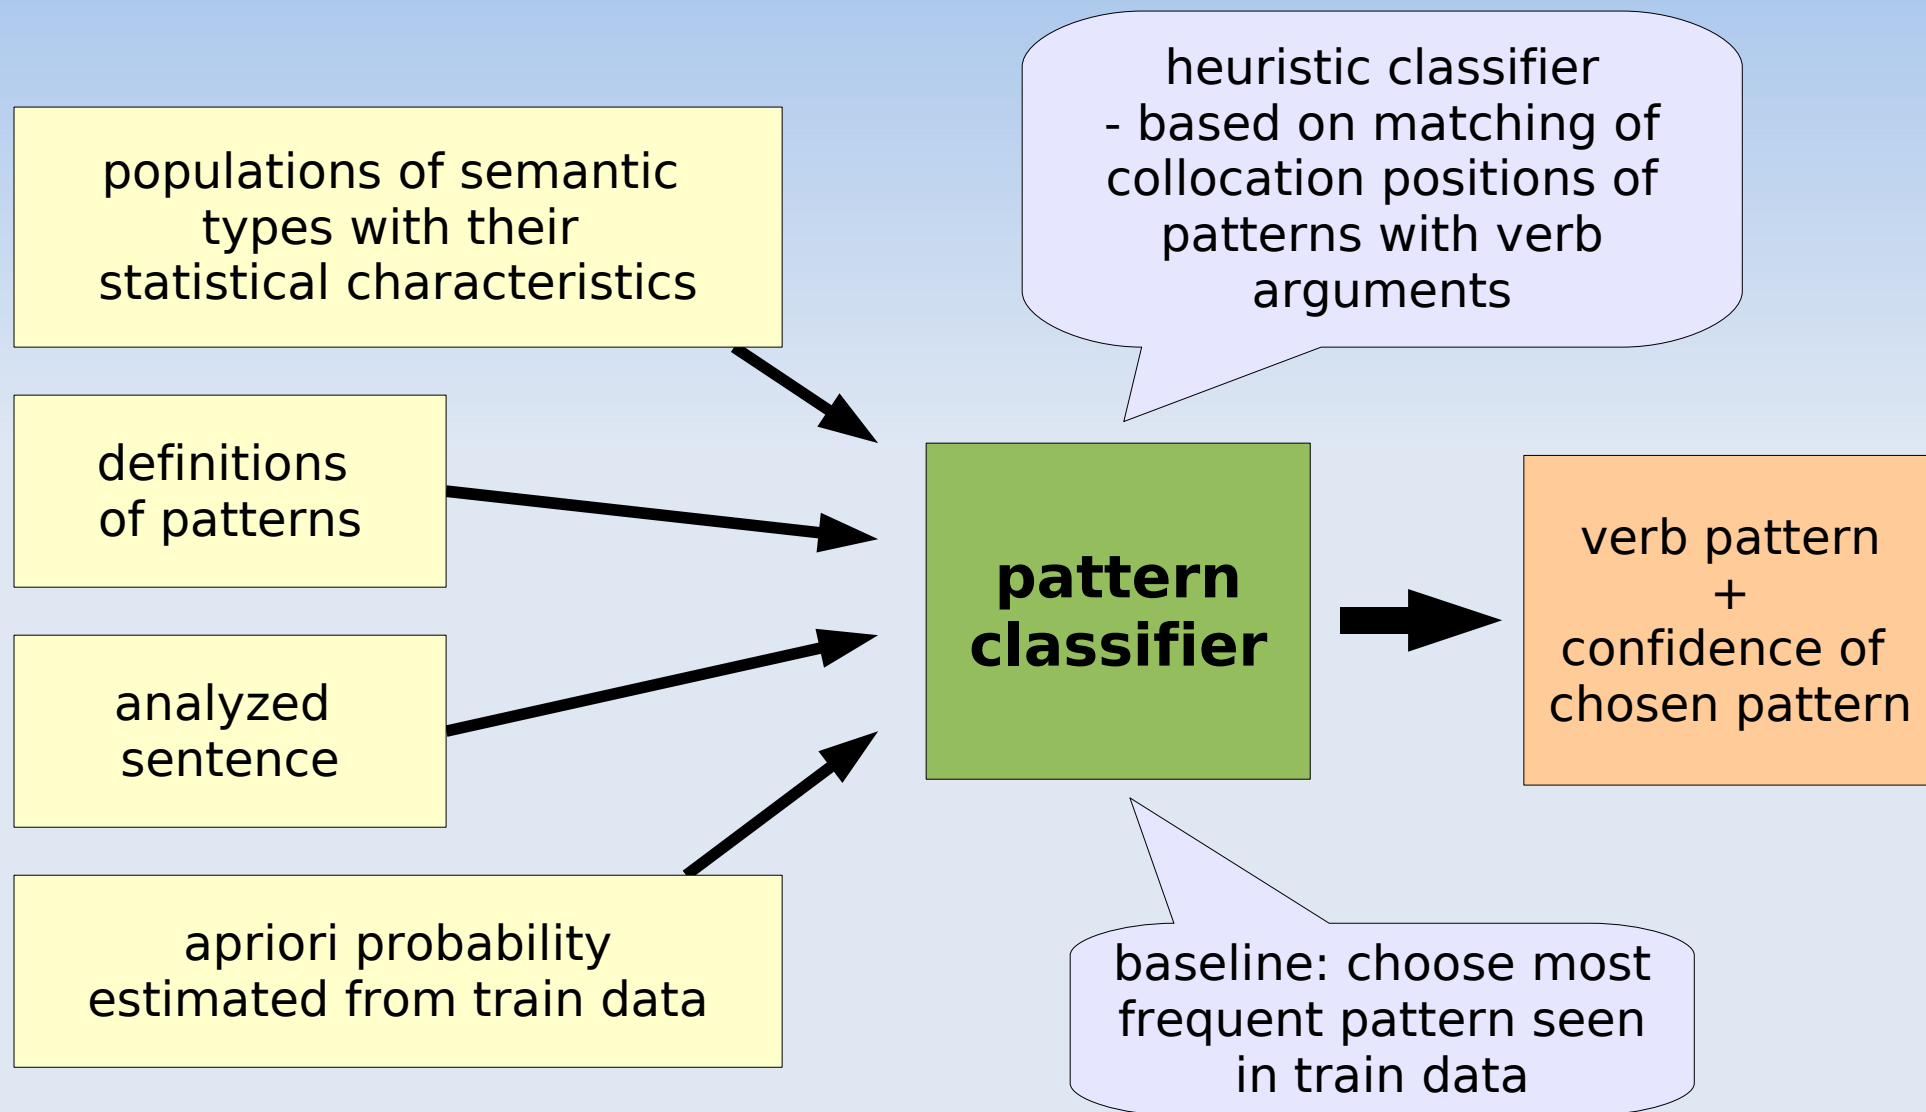 populations of semantic
types with their
statistical characteristics
definitions
of patterns
analyzed
sentence
apriori probability
estimated from train data
heuristic classifier
- based on matching of
collocation positions of
patterns with verb
arguments
pattern
classifier
baseline: choose most
frequent pattern seen
in train data
verb pattern
+
confidence of
chosen pattern